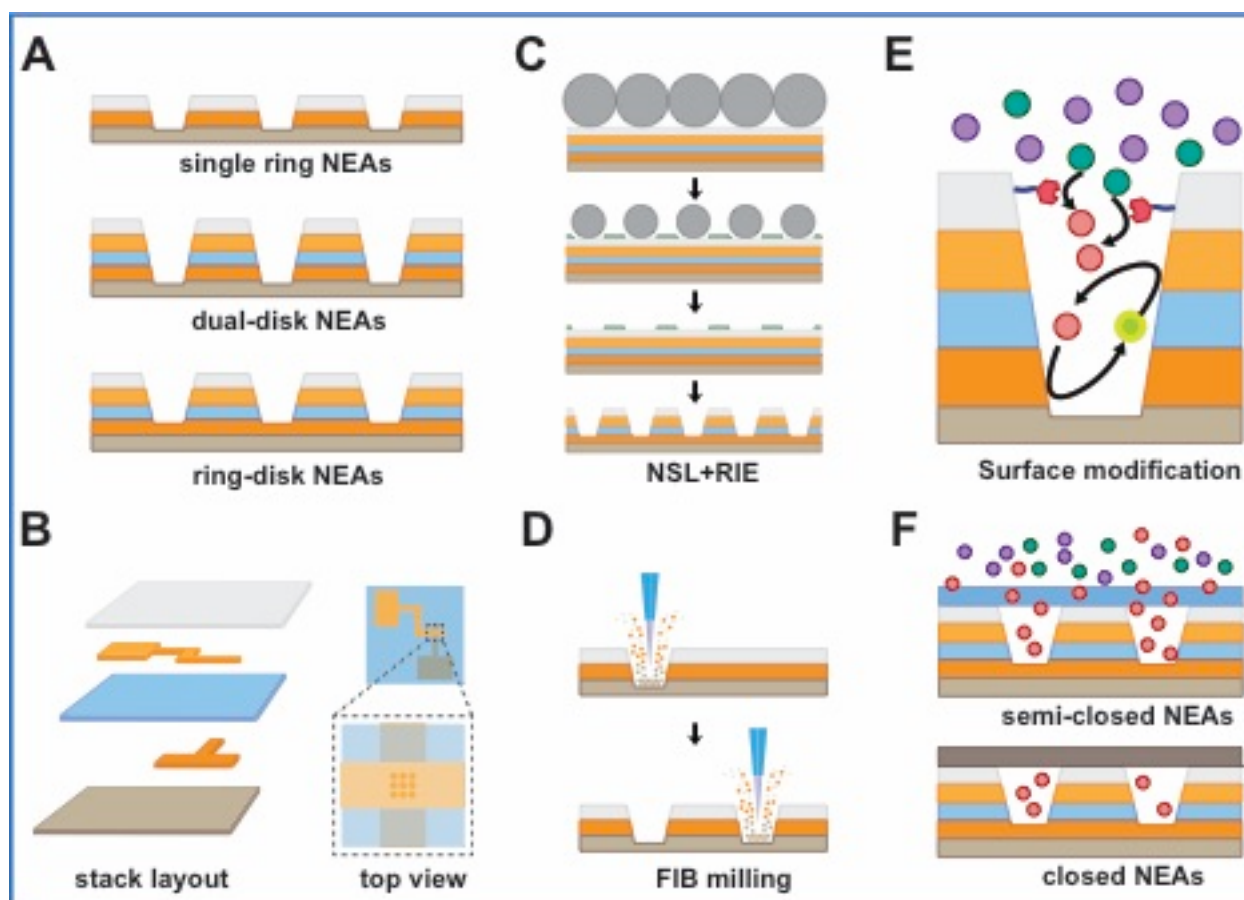 A
single ring NEAs
dual-disk NEAs
ring-disk NEAs
B
stack layout
top view
C
NSL+RIE
D
FIB milling
E
Surface modification
F
semi-closed NEAs
closed NEAs